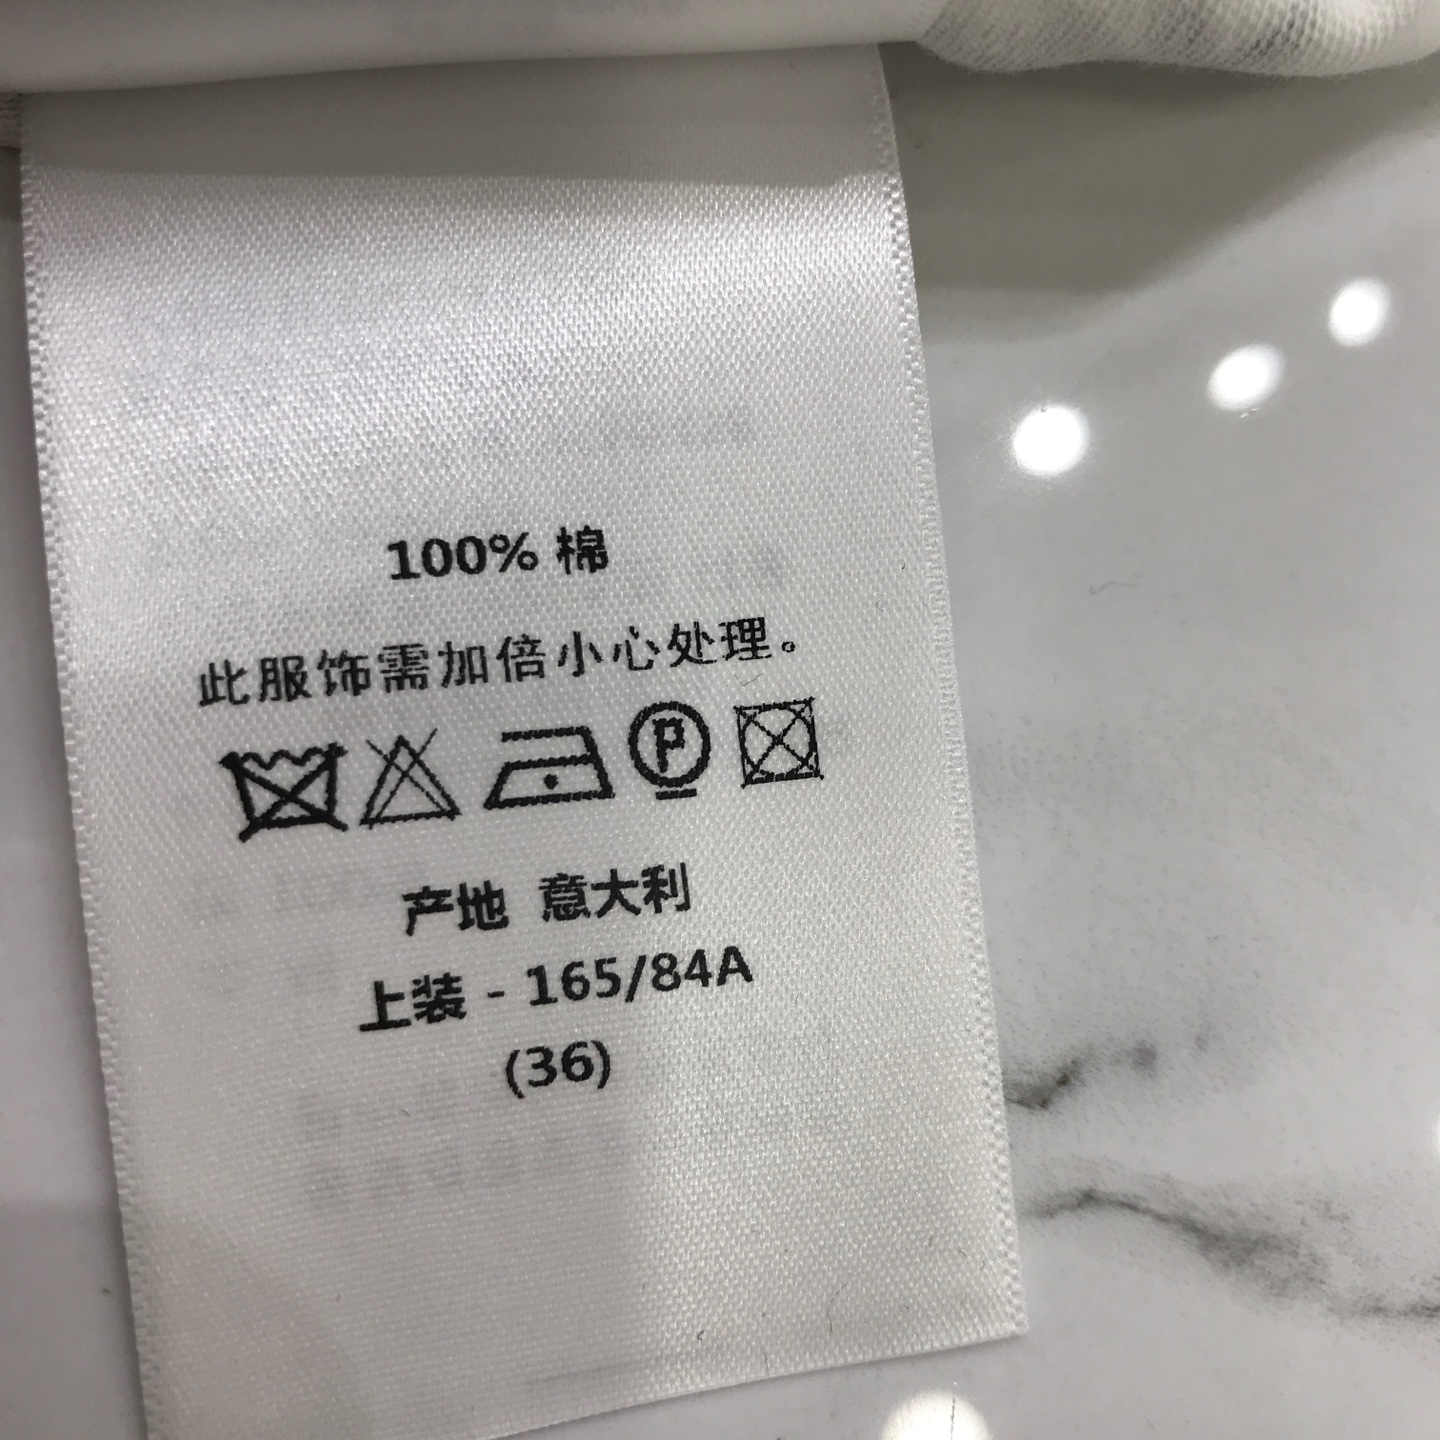 100% 棉
此服饰需加倍小心处理。
P
产地 意大利
上装 - 165/84A
(36)